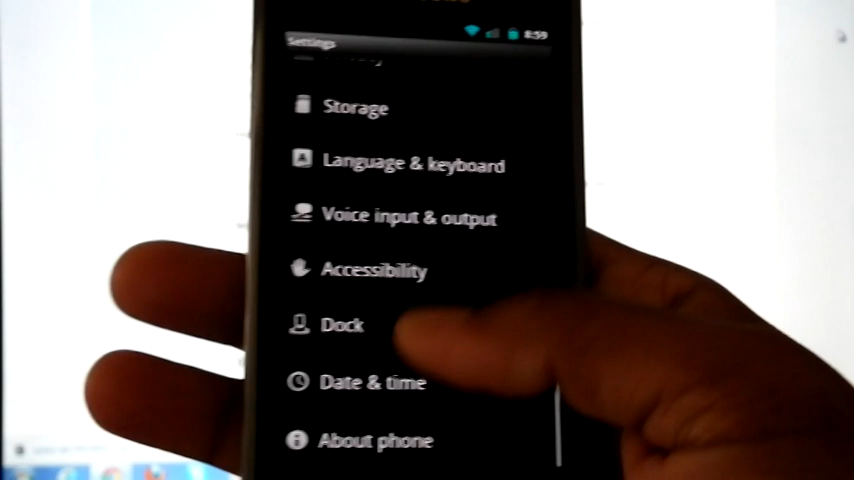 8:59
Settings
Storage
Language & keyboard
Voice input & output
Accessibility
Dock
Date & time
About phone